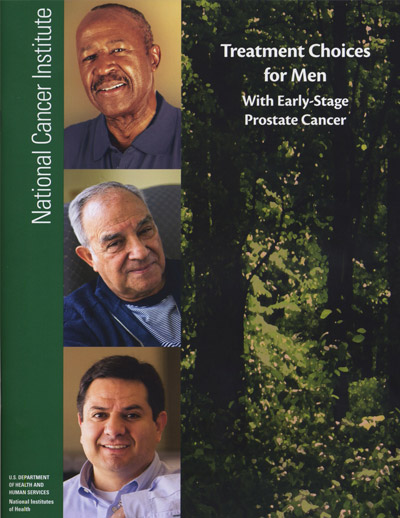 National Cancer Institute
Treatment Choices
for Men
With Early-Stage
Prostate Cancer
U.S. DEPARTMENT
OF HEALTH AND
HUMAN SERVICES
National Institutes
of Health